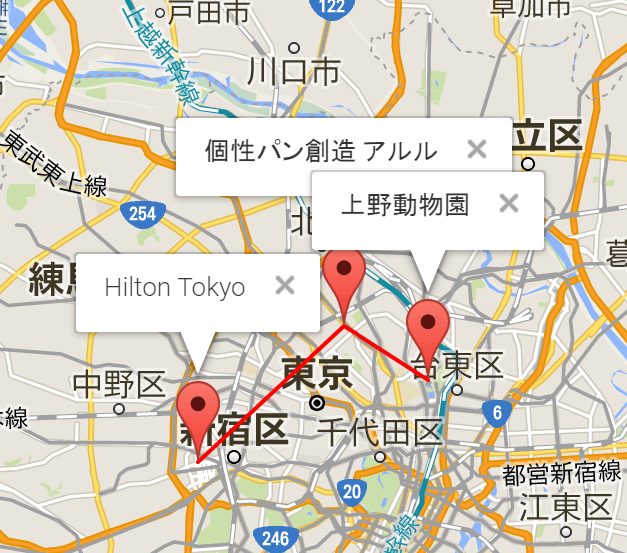 戸田市
122
草加市
上越新幹線
川口市
個性パン創造 アルル
立区
東武東上線
254
上野動物園
北
練馬
Hilton Tokyo
東京
台東区
中野区
新宿区
千代田区
6
線
都営新宿線
20
江東区
246
幹線